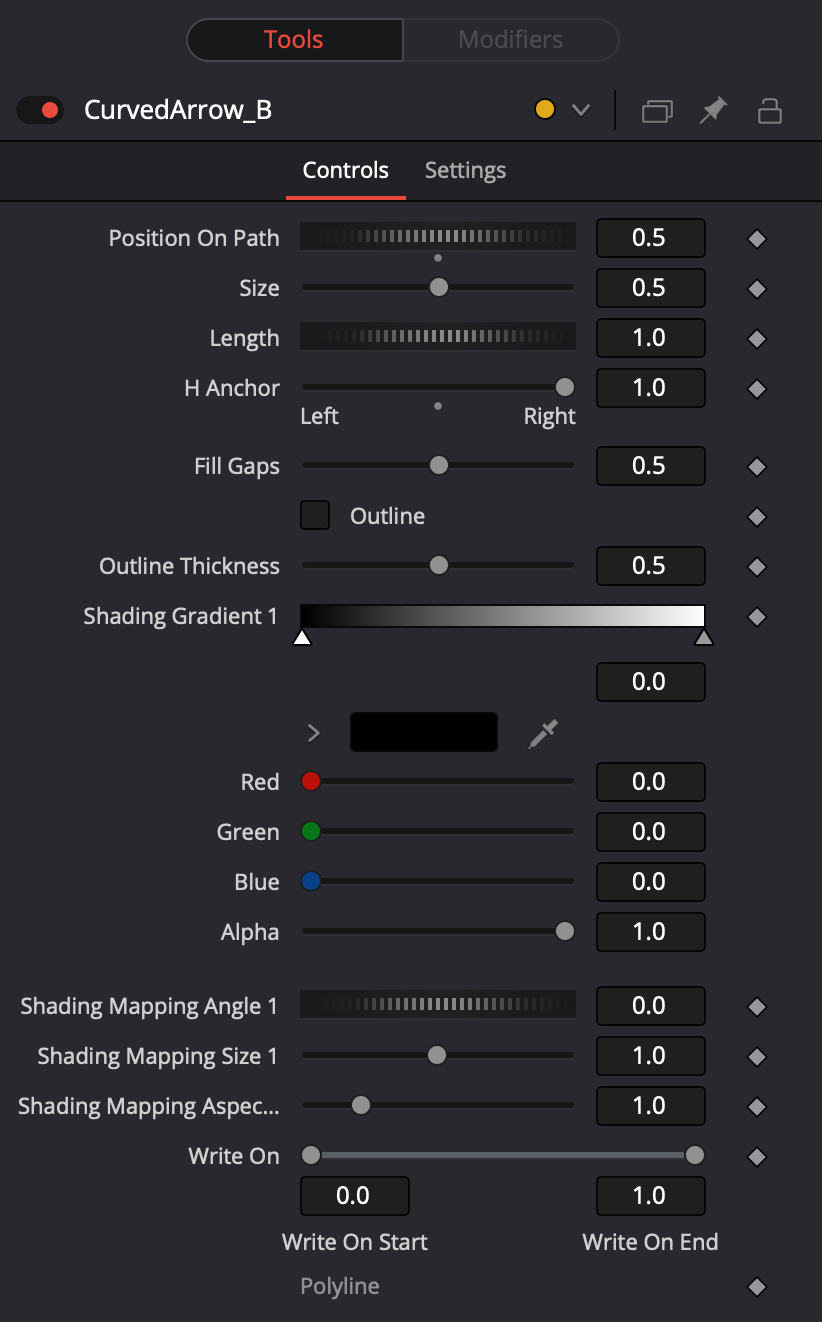 Tools Modifiers
CurvedArrow_B
Controls Settings
Position On Path 0.5
Size 0.5
Length 1.0
H Anchor 1.0
Left Right
Fill Gaps 0.5
Outline
Outline Thickness 0.5
Shading Gradient 1
0.0
Red 0.0
Green 0.0
Blue 0.0
Alpha 1.0
Shading Mapping Angle 1 0.0
Shading Mapping Size 1 1.0
Shading Mapping Aspec... 1.0
Write On
0.0 1.0
Write On Start Write On End
Polyline